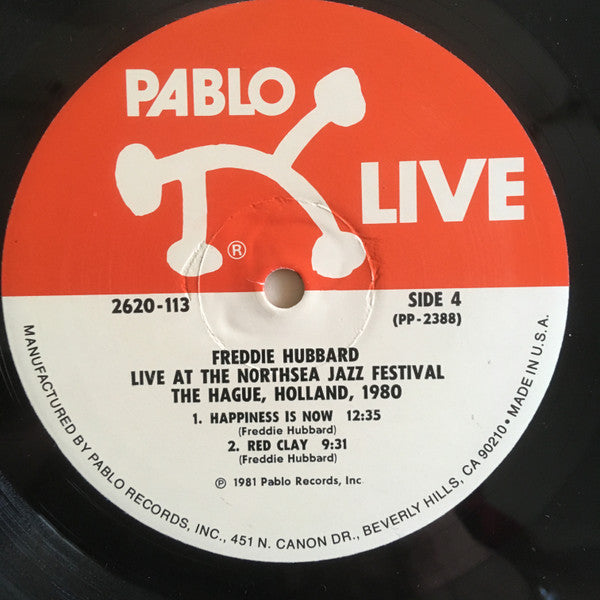 PABLO
LIVE
®
2620-113
SIDE 4
(PP-2388)
FREDDIE HUBBARD
LIVE AT THE NORTHSEA JAZZ FESTIVAL
THE HAGUE, HOLLAND, 1980
1. HAPPINESS IS NOW 12:35
(Freddie Hubbard)
2. RED CLAY 9:31
(Freddie Hubbard)
℗ 1981 Pablo Records, Inc
MANUFACTURED BY PABLO RECORDS, INC., 451 N. CANON DR., BEVERLY HILLS, CA 90210 • MADE IN U.S.A.